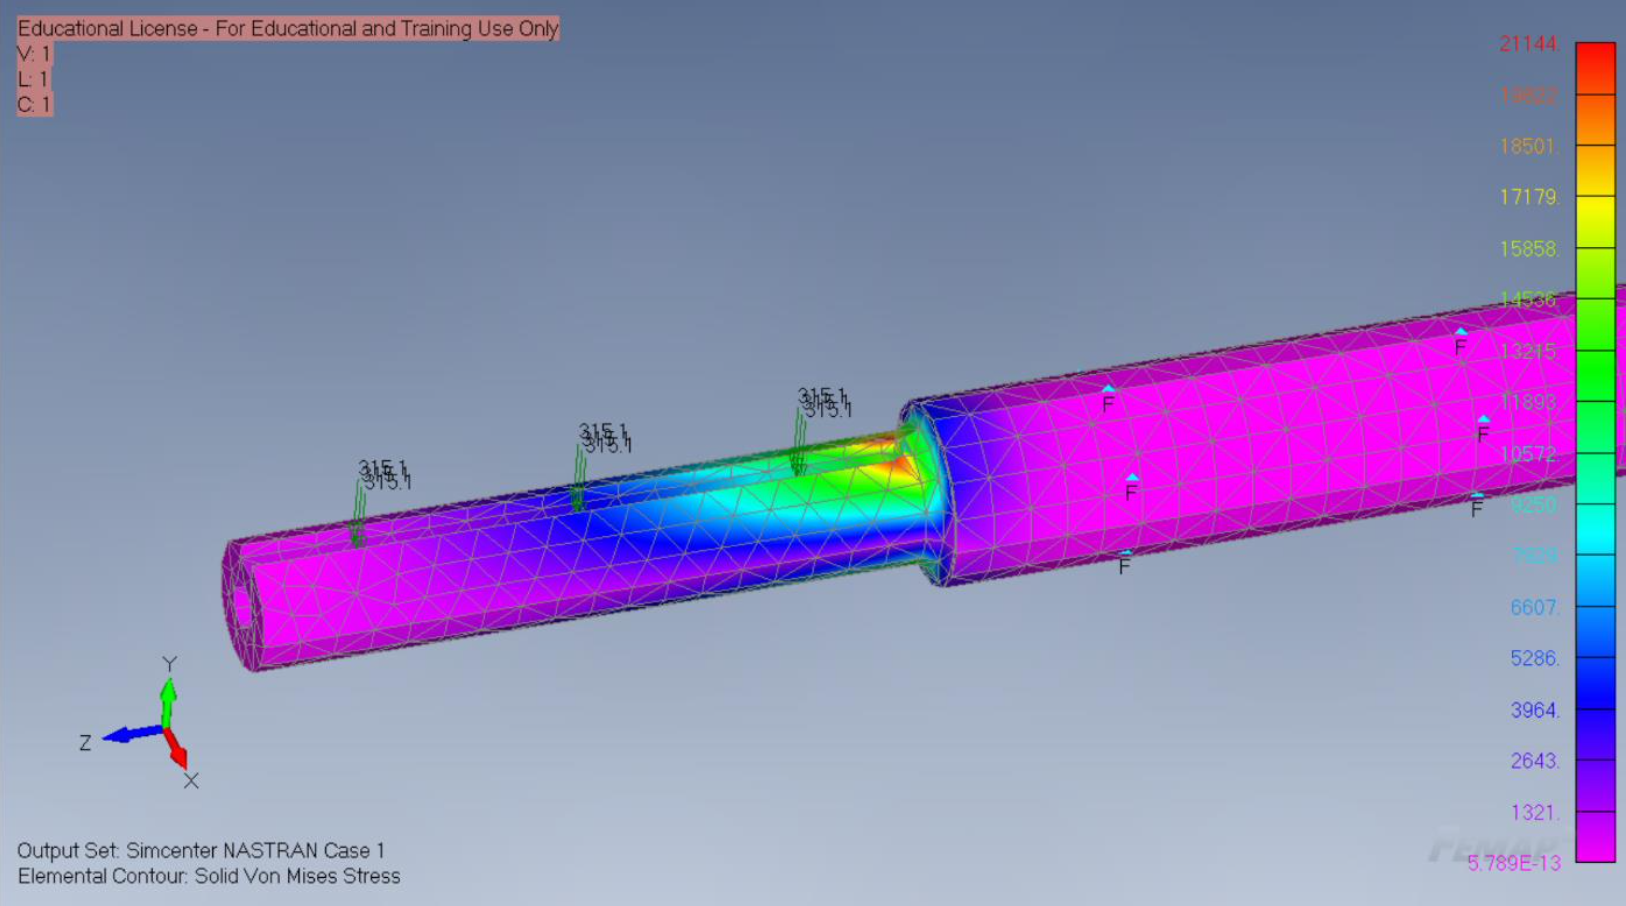 Educational License - For Educational and Training Use Only
V: 1
L: 1
C: 1
21144.
19822.
18501.
17179.
15858.
14536.
13215.
11893.
10572.
9250.
7929.
6607.
5286.
3964.
2643.
1321.
5.789E-13
315.1
315.1
315.1
315.1
315.1
315.1
F
F
F
F
F
F
Y
Z
X
FEMAP
Output Set: Simcenter NASTRAN Case 1
Elemental Contour: Solid Von Mises Stress